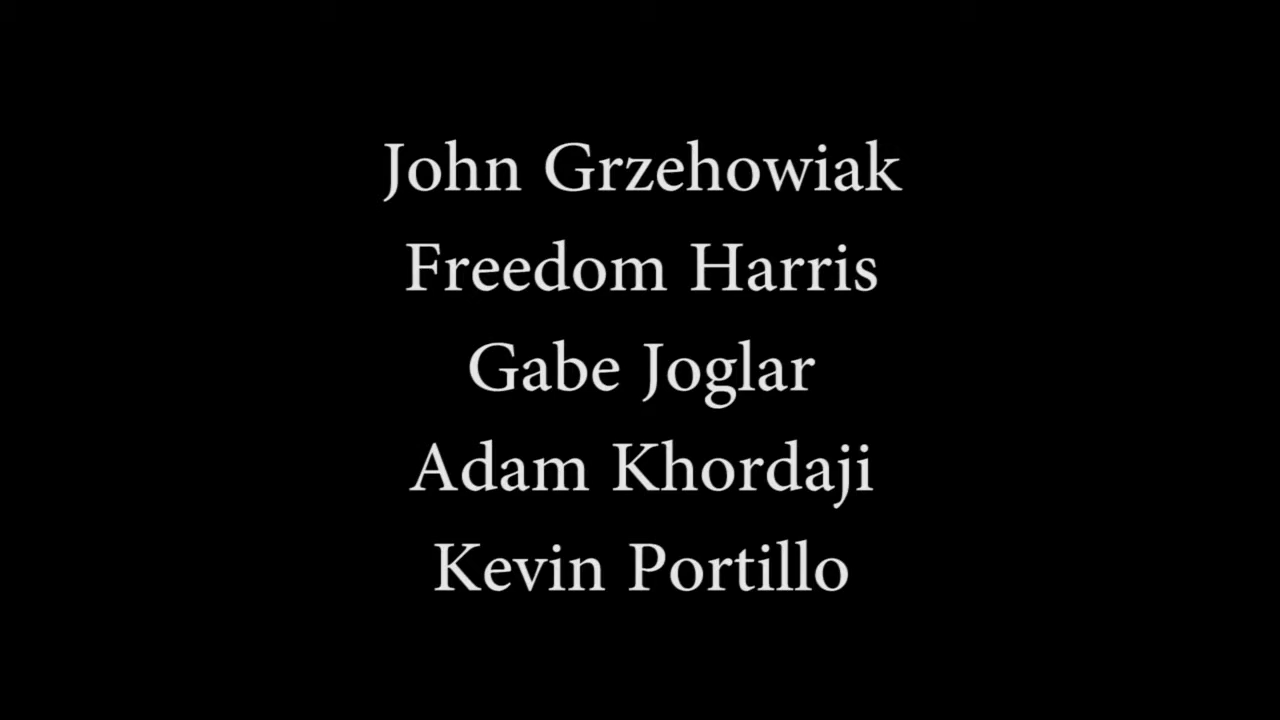 John Grzehowiak
Freedom Harris
Gabe Joglar
Adam Khordaji
Kevin Portillo